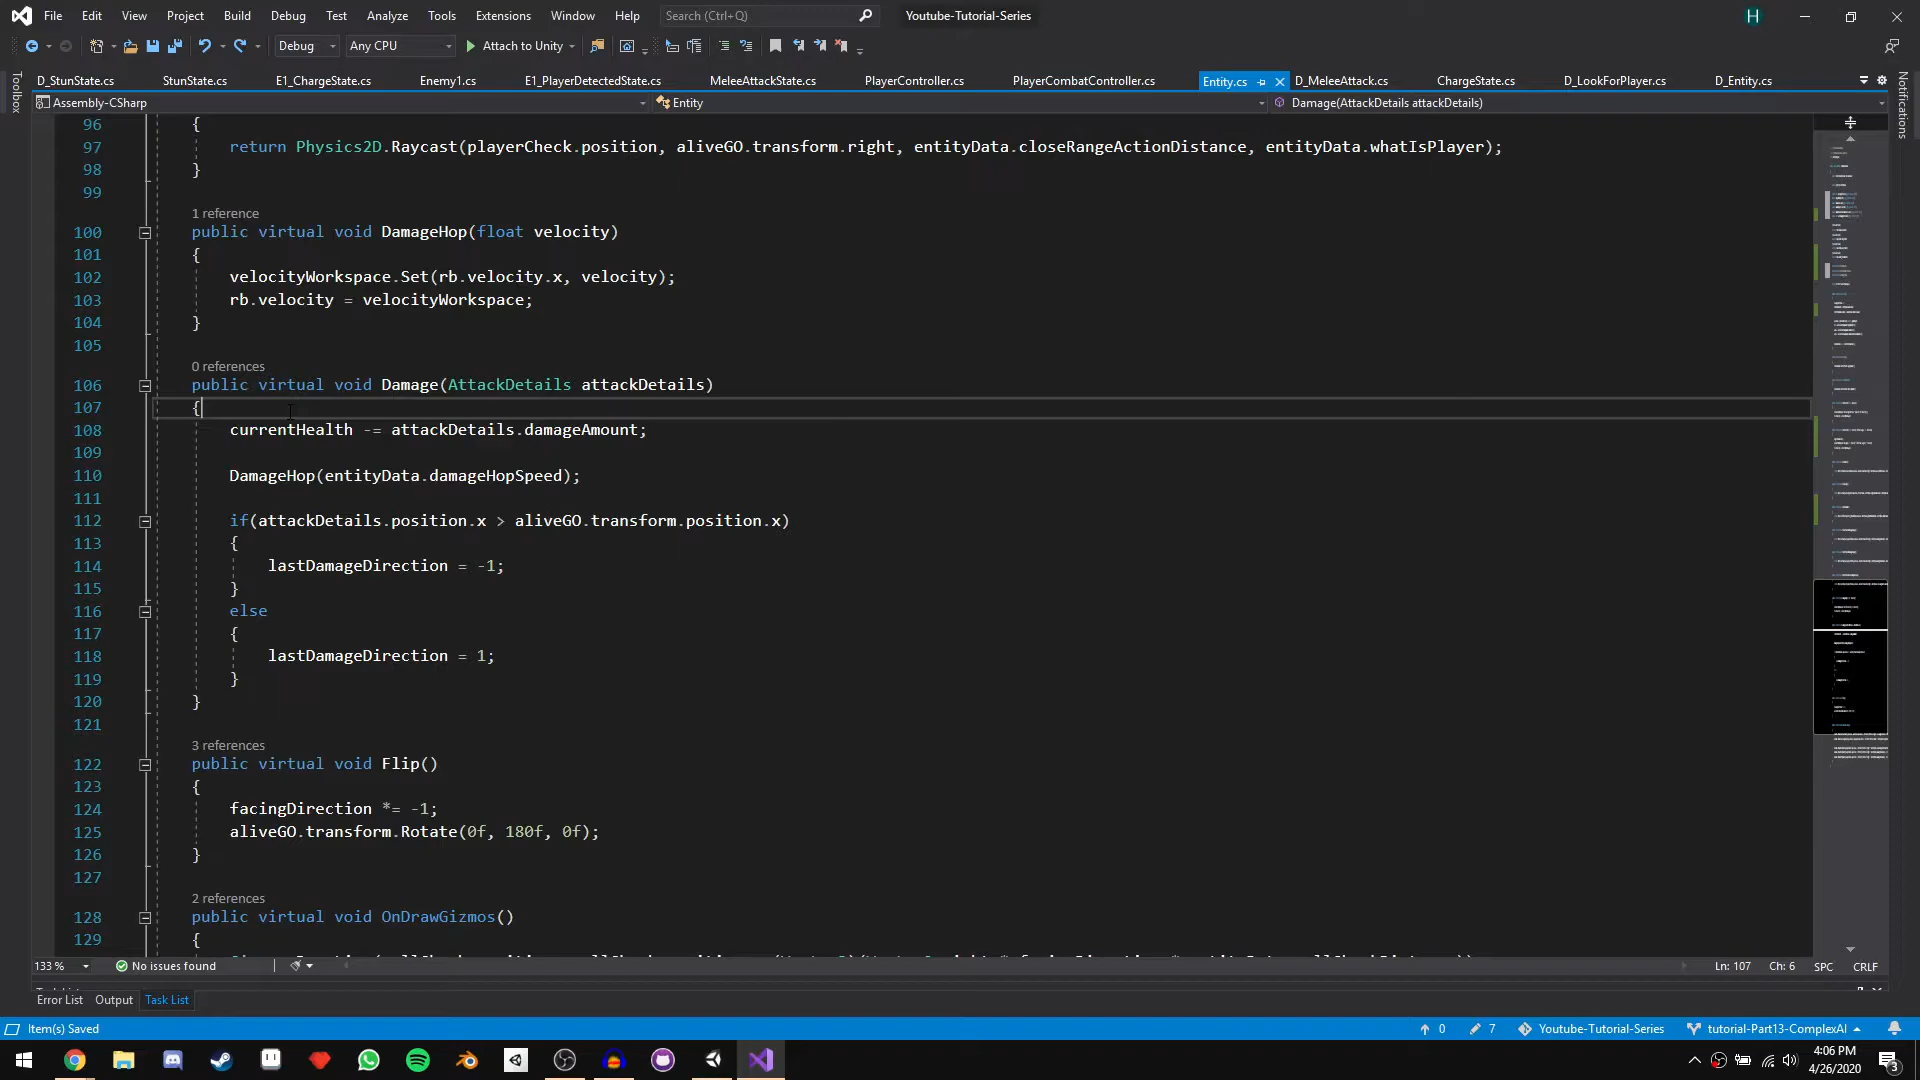 File Edit View Project Build Debug Test Analyze Tools Extensions Window Help Search (Ctrl+Q) Youtube-Tutorial-Series H
Debug Any CPU Attach to Unity
D_StunState.cs StunState.cs E1_ChargeState.cs Enemy1.cs E1_PlayerDetectedState.cs MeleeAttackState.cs PlayerController.cs PlayerCombatController.cs Entity.cs D_MeleeAttack.cs ChargeState.cs D_LookForPlayer.cs D_Entity.cs
Toolbox
Notifications
Assembly-CSharp Entity Damage(AttackDetails attackDetails)
96 {
97 return Physics2D.Raycast(playerCheck.position, aliveGO.transform.right, entityData.closeRangeActionDistance, entityData.whatIsPlayer);
98 }
99
1 reference
100 public virtual void DamageHop(float velocity)
101 {
102 velocityWorkspace.Set(rb.velocity.x, velocity);
103 rb.velocity = velocityWorkspace;
104 }
105
0 references
106 public virtual void Damage(AttackDetails attackDetails)
107 {
108 currentHealth -= attackDetails.damageAmount;
109
110 DamageHop(entityData.damageHopSpeed);
111
112 if(attackDetails.position.x > aliveGO.transform.position.x)
113 {
114 lastDamageDirection = -1;
115 }
116 else
117 {
118 lastDamageDirection = 1;
119 }
120 }
121
3 references
122 public virtual void Flip()
123 {
124 facingDirection *= -1;
125 aliveGO.transform.Rotate(0f, 180f, 0f);
126 }
127
2 references
128 public virtual void OnDrawGizmos()
129 {
133 % No issues found Ln: 107 Ch: 6 SPC CRLF
Error List Output Task List
Item(s) Saved 0 7 Youtube-Tutorial-Series tutorial-Part13-ComplexAI
4:06 PM
4/26/2020
3